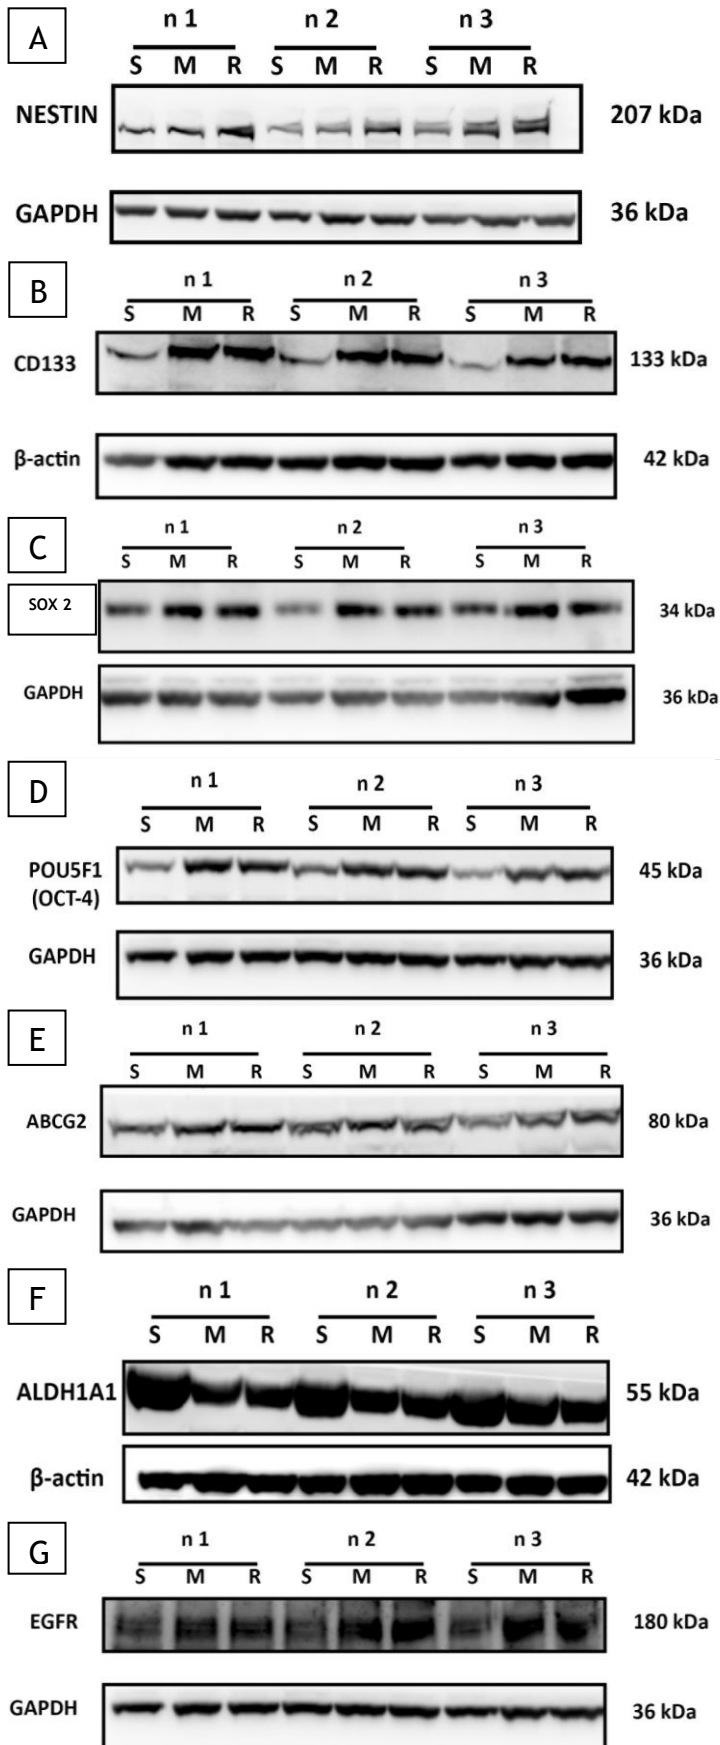 A
n 1 n 2 n 3
S M R S M R S M R
NESTIN 207 kDa
GAPDH 36 kDa
B
n 1 n 2 n 3
S M R S M R S M R
CD133 133 kDa
β-actin 42 kDa
C
n 1 n 2 n 3
S M R S M R S M R
SOX 2 34 kDa
GAPDH 36 kDa
D
n 1 n 2 n 3
S M R S M R S M R
POU5F1 45 kDa
(OCT-4)
GAPDH 36 kDa
E
n 1 n 2 n 3
S M R S M R S M R
ABCG2 80 kDa
GAPDH 36 kDa
F
n 1 n 2 n 3
S M R S M R S M R
ALDH1A1 55 kDa
β-actin 42 kDa
G
n 1 n 2 n 3
S M R S M R S M R
EGFR 180 kDa
GAPDH 36 kDa